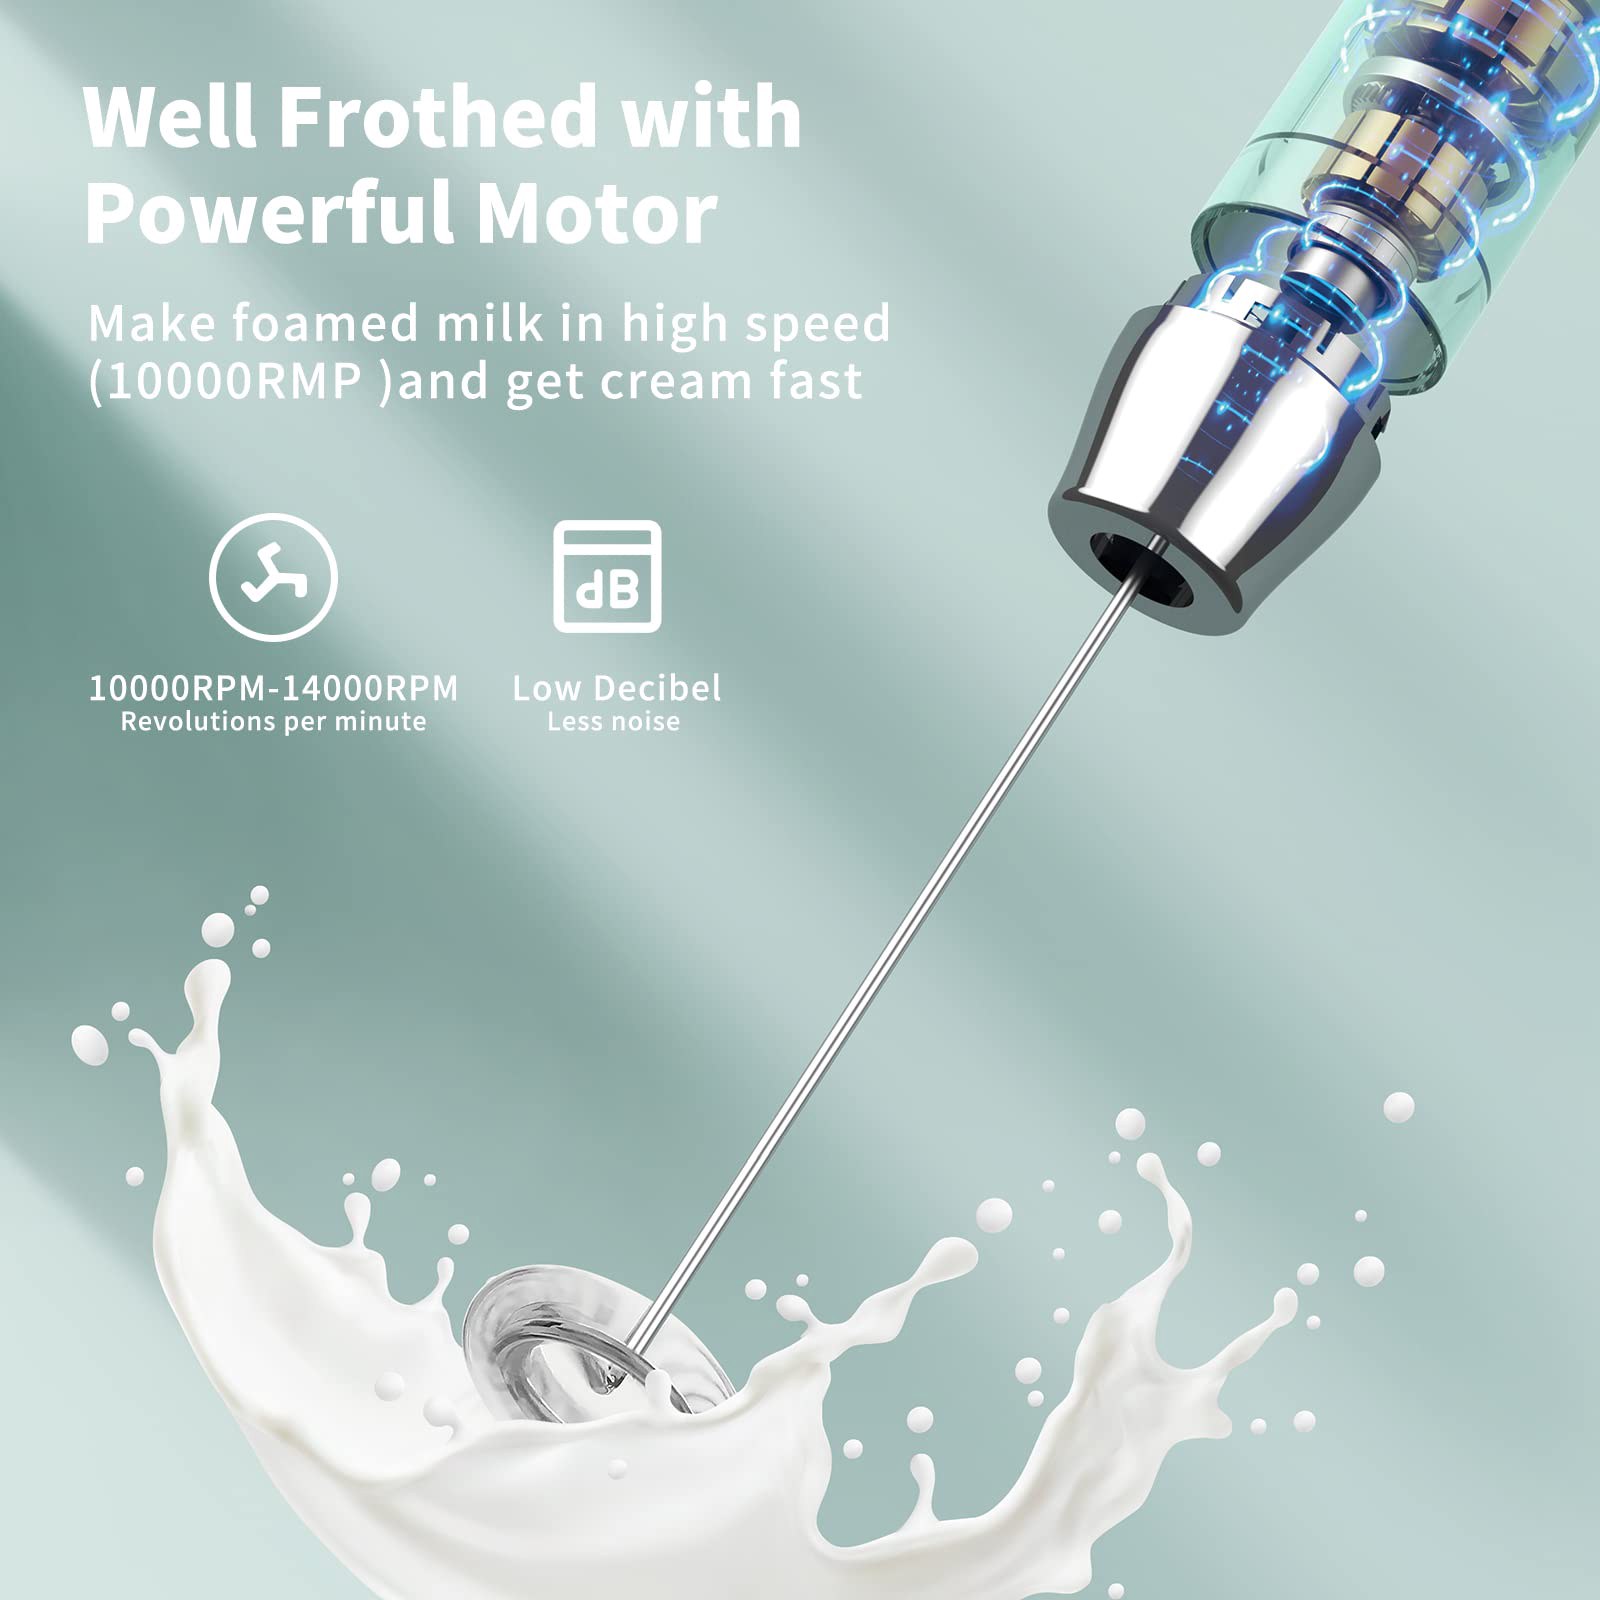 Well Frothed with
Powerful Motor
Make foamed milk in high speed
(10000RMP )and get cream fast
dB
10000RPM-14000RPM
Revolutions per minute
Low Decibel
Less noise